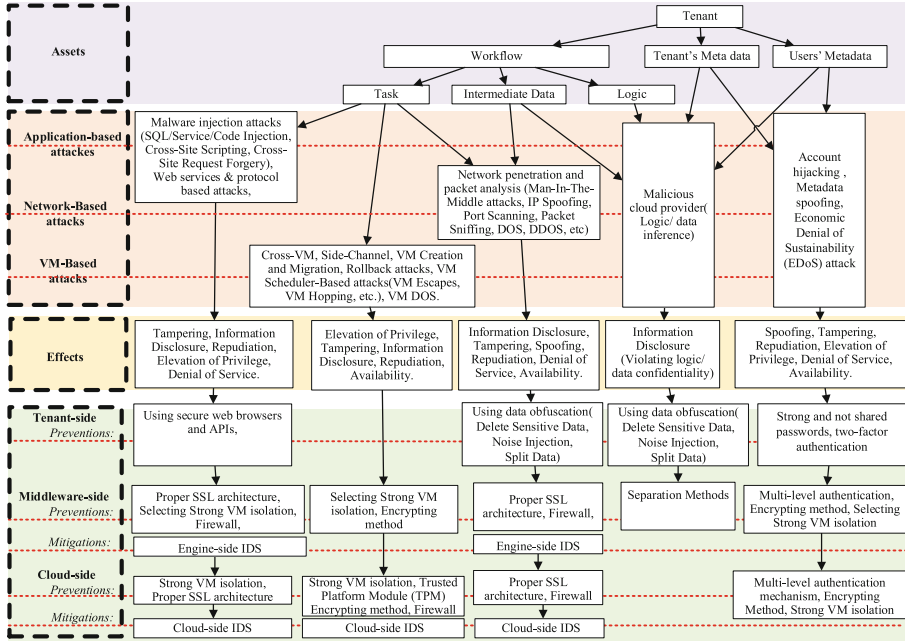 Tenant
Assets
Workflow
Tenant's Meta data
Users' Metadata
Task
Intermediate Data
Logic
Application-based
attackes
Network-Based
attacks
VM-Based
attacks
Malware injection attacks
(SQL/Service/Code Injection,
Cross-Site Scripting, Cross-
Site Request Forgery),
Web services & protocol
based attacks,
Network penetration and
packet analysis (Man-In-The-
Middle attacks, IP Spoofing,
Port Scanning, Packet
Sniffing, DOS, DDOS, etc)
Malicious
cloud provider(
Logic/ data
inference)
Account
hijacking ,
Metadata
spoofing,
Economic
Denial of
Sustainability
(EDoS) attack
Cross-VM, Side-Channel, VM Creation
and Migration, Rollback attacks, VM
Scheduler-Based attacks(VM Escapes,
VM Hopping, etc.), VM DOS.
Effects
Tampering, Information
Disclosure, Repudiation,
Elevation of Privilege,
Denial of Service.
Elevation of Privilege,
Tampering, Information
Disclosure, Repudiation,
Availability.
Information Disclosure,
Tampering, Spoofing,
Repudiation, Denial of
Service, Availability.
Information
Disclosure
(Violating logic/
data confidentiality)
Spoofing, Tampering,
Repudiation, Elevation of
Privilege, Denial of Service,
Availability.
Tenant-side
Preventions:
Using secure web browsers
and APIs,
Using data obfuscation(
Delete Sensitive Data,
Noise Injection,
Split Data)
Using data obfuscation(
Delete Sensitive Data,
Noise Injection,
Split Data)
Strong and not shared
passwords, two-factor
authentication
Middleware-side
Preventions:
Proper SSL architecture,
Selecting Strong VM isolation,
Firewall,
Selecting Strong VM
isolation, Encrypting
method
Proper SSL
architecture, Firewall,
Separation Methods
Multi-level authentication,
Encrypting method, Selecting
Strong VM isolation
Mitigations:
Engine-side IDS
Engine-side IDS
Cloud-side
Preventions:
Strong VM isolation,
Proper SSL architecture
Strong VM isolation, Trusted
Platform Module (TPM)
Encrypting method, Firewall
Proper SSL
architecture, Firewall
Multi-level authentication
mechanism, Encrypting
Method, Strong VM isolation
Mitigations:
Cloud-side IDS
Cloud-side IDS
Cloud-side IDS